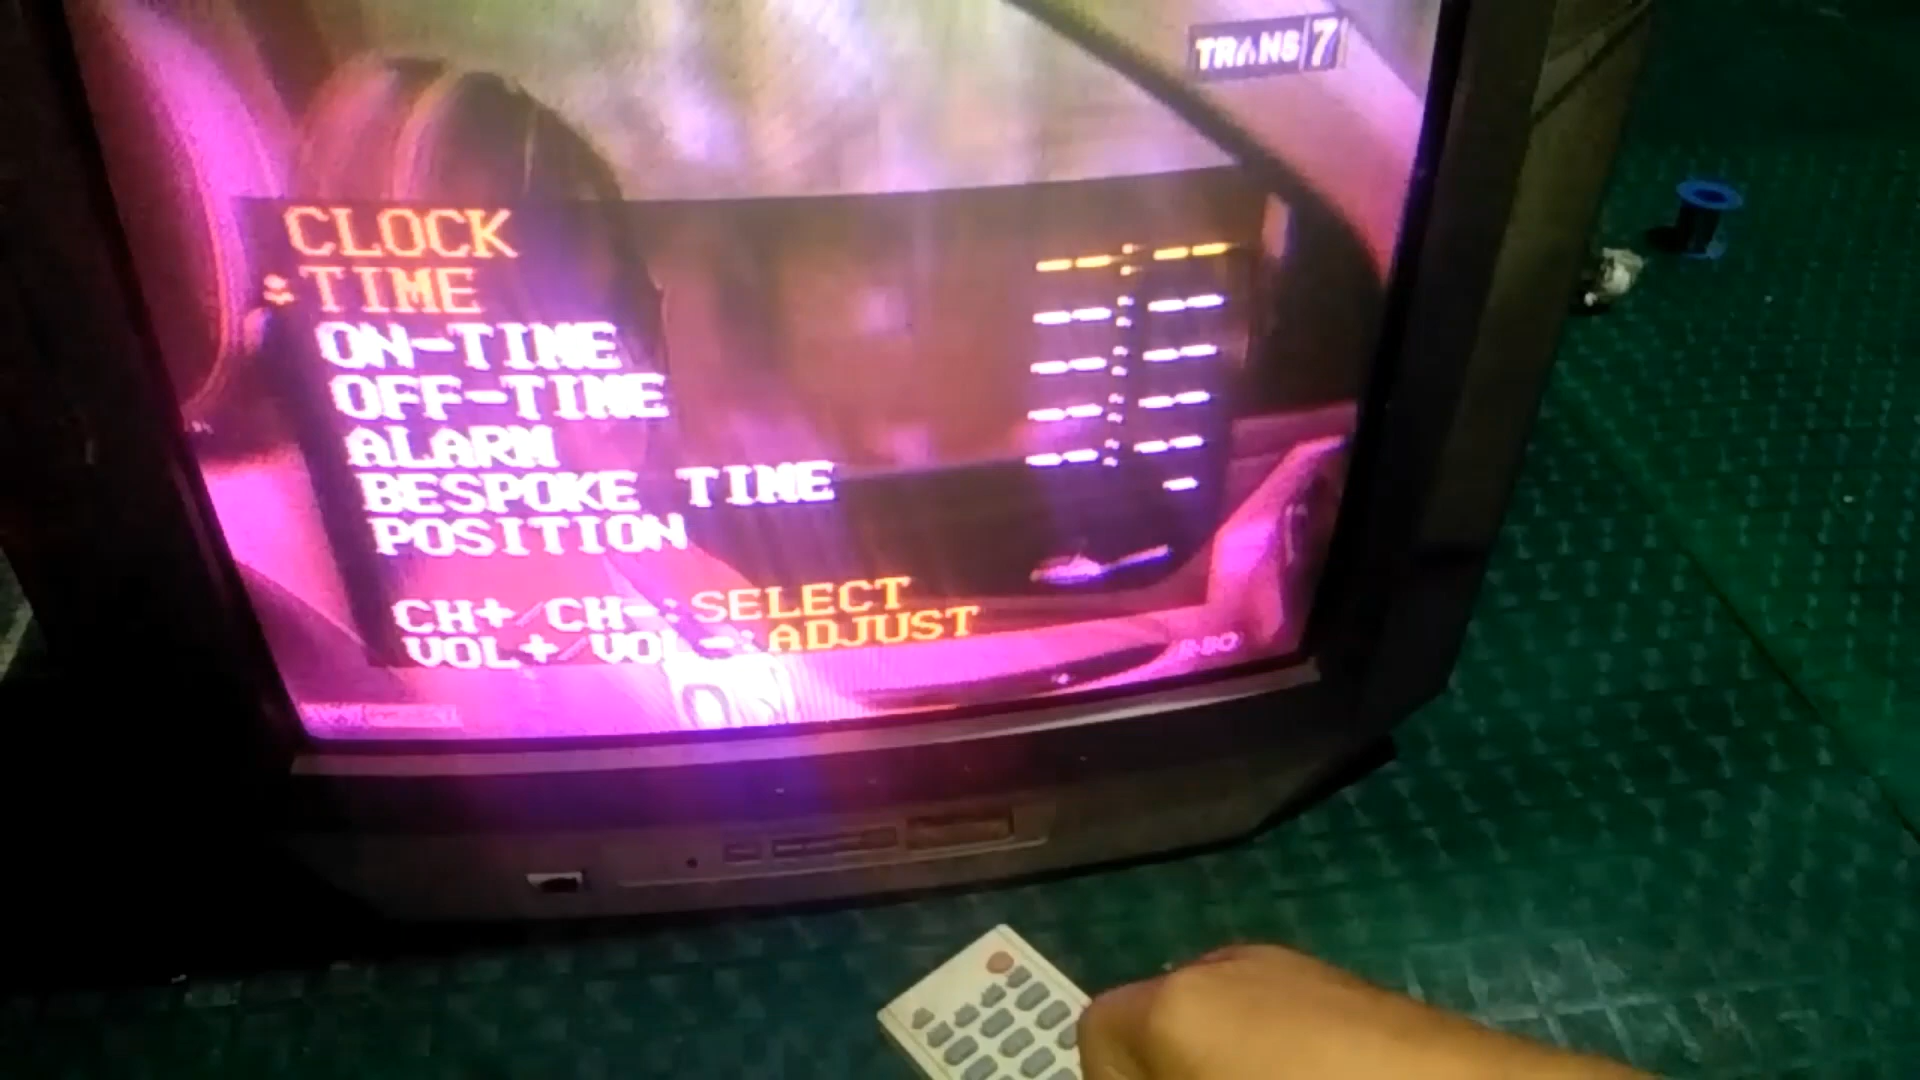 TRANS|7
CLOCK
TIME --:--
ON-TIME --:--
OFF-TIME --:--
ALARM --:--
BESPOKE TIME --:--
POSITION -
CH+/CH-:SELECT
VOL+/VOL-:ADJUST